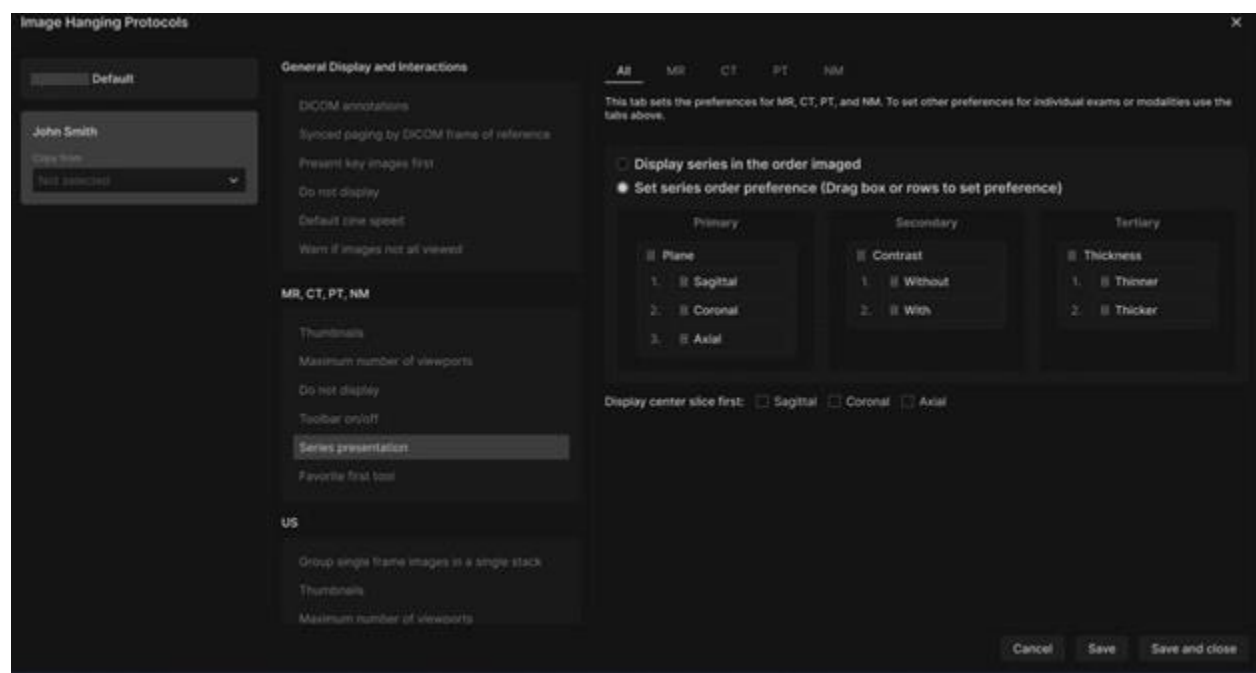 Image Hanging Protocols
Default
John Smith
Copy from
Not selected
General Display and Interactions
DICOM annotations
Synced paging by DICOM frame of reference
Present key images first
Do not display
Default cine speed
Warn if images not all viewed
MR, CT, PT, NM
Thumbnails
Maximum number of viewports
Do not display
Toolbar on/off
Series presentation
Favorite first tool
US
Group single frame images in a single stack
Thumbnails
Maximum number of viewports
All MR CT PT NM
This tab sets the preferences for MR, CT, PT, and NM. To set other preferences for individual exams or modalities use the
tabs above.
Display series in the order imaged
Set series order preference (Drag box or rows to set preference)
Primary
Plane
1. Sagittal
2. Coronal
3. Axial
Secondary
Contrast
1. Without
2. With
Tertiary
Thickness
1. Thinner
2. Thicker
Display center slice first: Sagittal Coronal Axial
Cancel Save Save and close